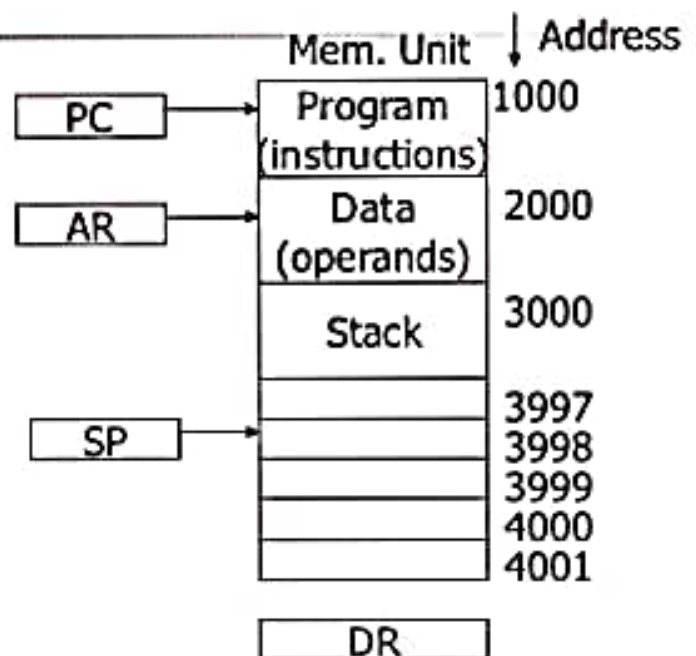 Mem. Unit Address
PC Program 1000
(instructions)
AR Data 2000
(operands)
Stack 3000
3997
SP 3998
3999
4000
4001
DR